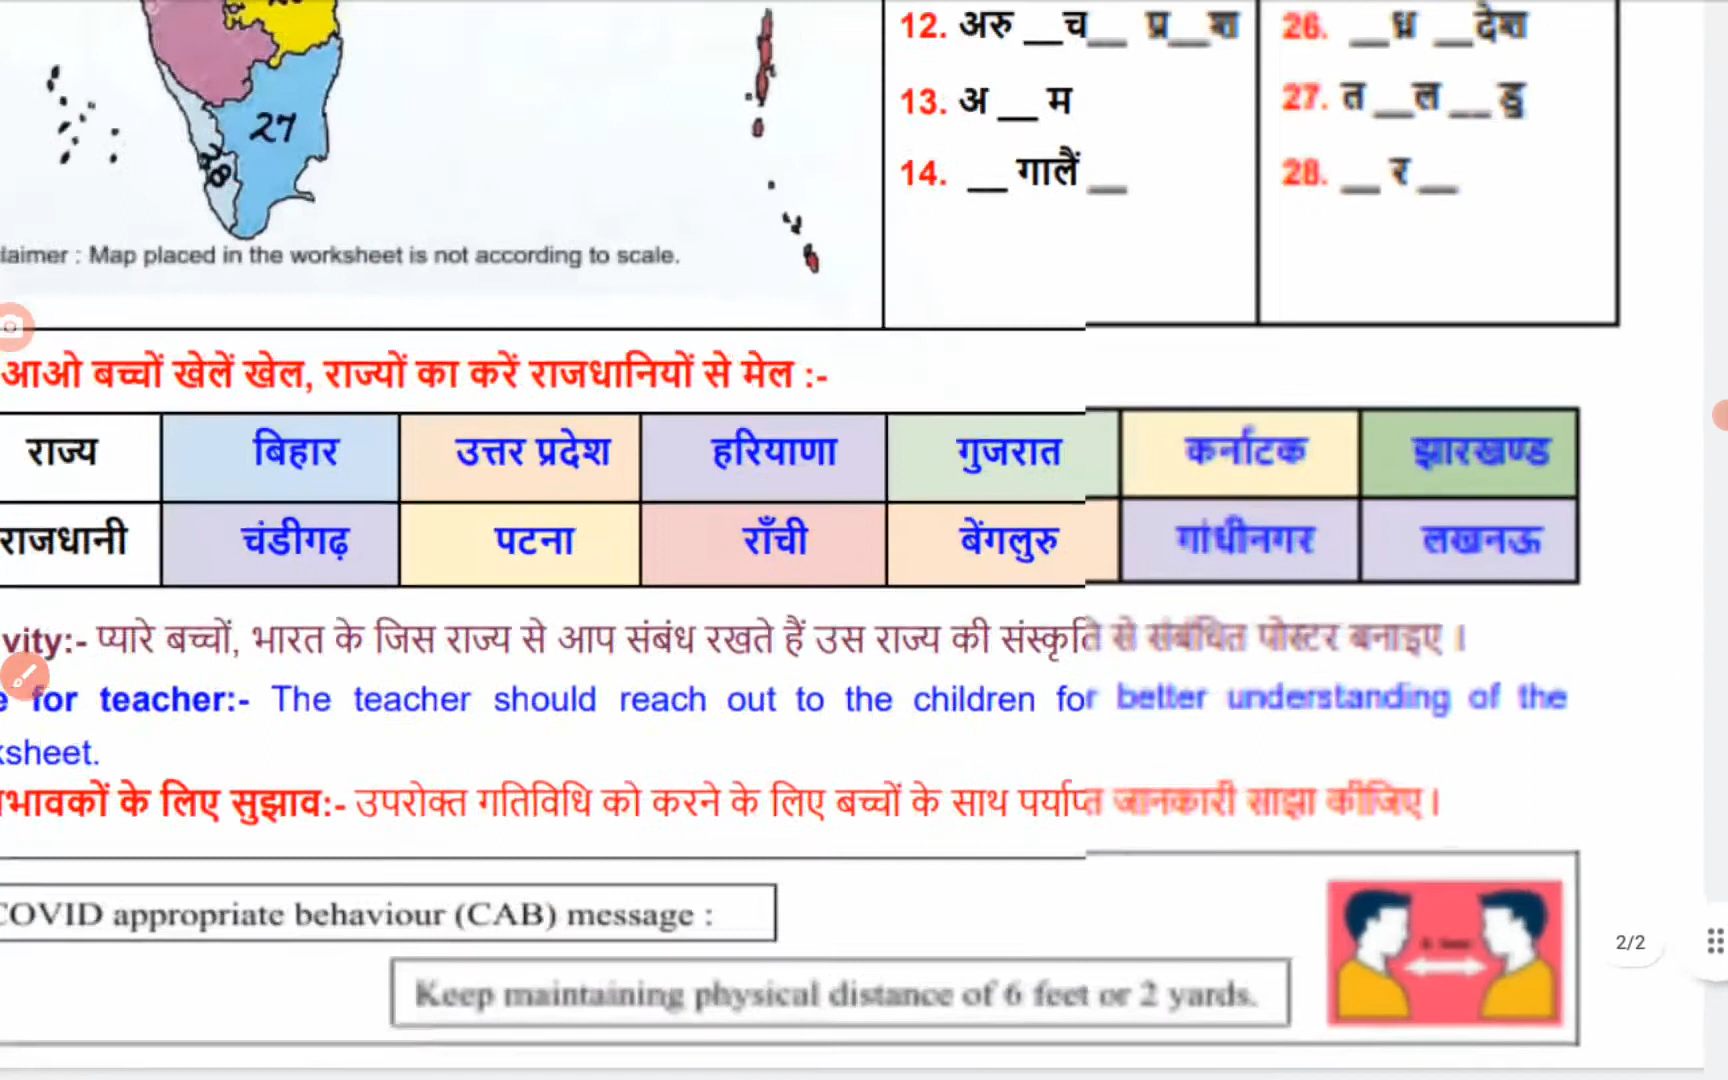 12. अरु __च__ प्र__श
26. __ध्र __देश
13. अ __ म
27. त __ल __ डु
27
28
14. __ गालैं __
28. __ र __
laimer : Map placed in the worksheet is not according to scale.
आओ बच्चों खेलें खेल, राज्यों का करें राजधानियों से मेल :-
राज्य बिहार उत्तर प्रदेश हरियाणा गुजरात कर्नाटक झारखण्ड
राजधानी चंडीगढ़ पटना राँची बेंगलुरु गांधीनगर लखनऊ
vity:- प्यारे बच्चों, भारत के जिस राज्य से आप संबंध रखते हैं उस राज्य की संस्कृति से संबंधित पोस्टर बनाइए ।
e for teacher:- The teacher should reach out to the children for better understanding of the
ksheet.
भावकों के लिए सुझाव:- उपरोक्त गतिविधि को करने के लिए बच्चों के साथ पर्याप्त जानकारी साझा कीजिए।
COVID appropriate behaviour (CAB) message :
Keep maintaining physical distance of 6 feet or 2 yards.
2/2